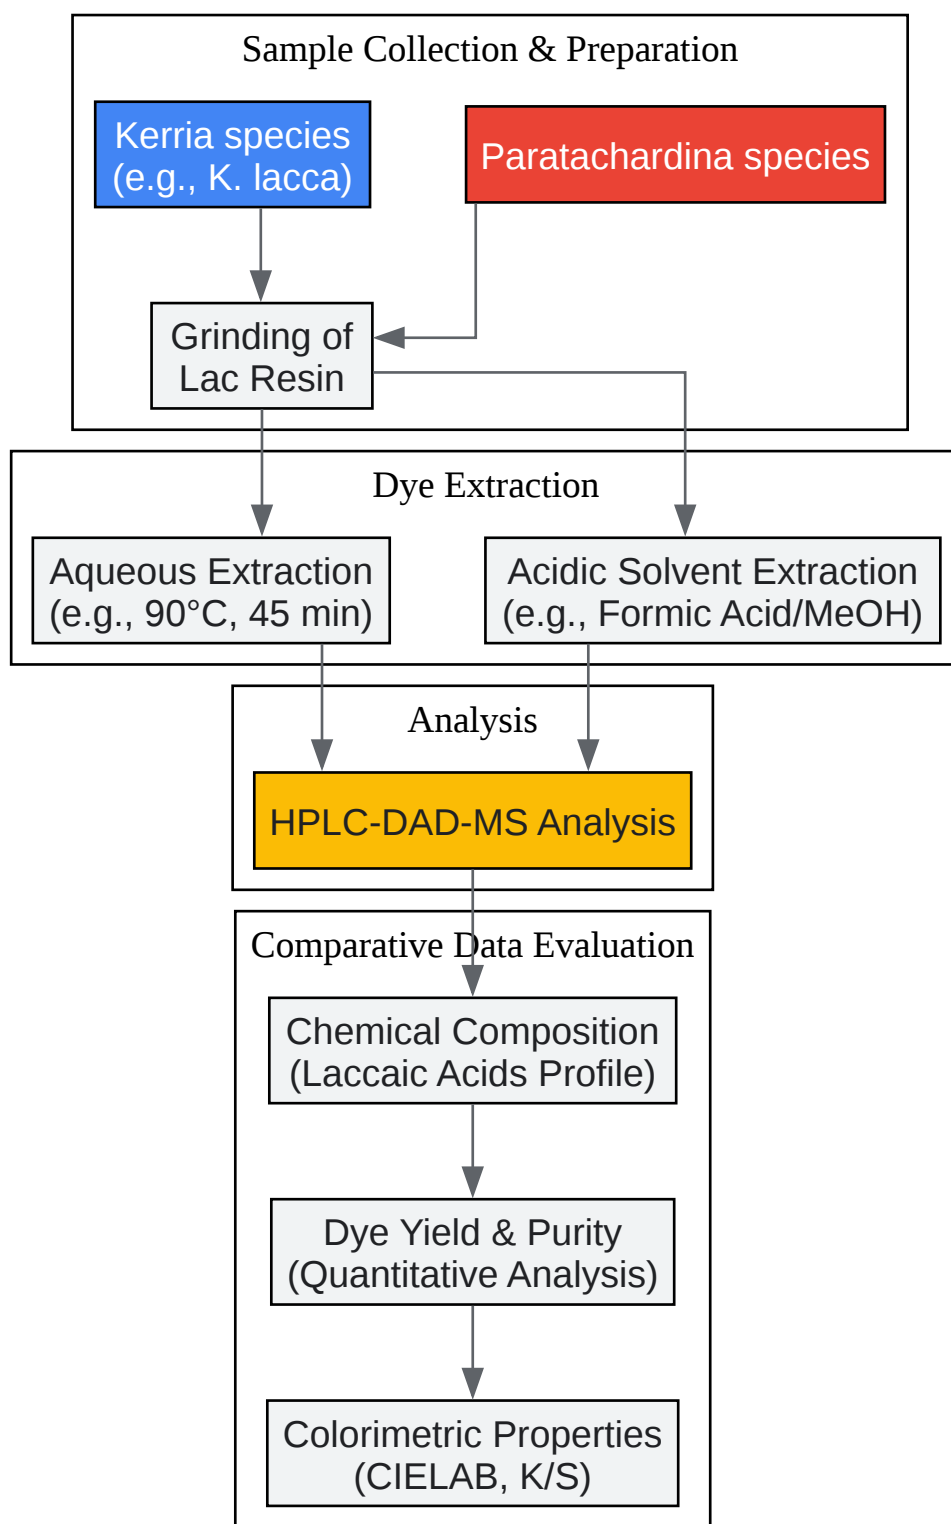 Sample Collection & Preparation
Kerria species
(e.g., K. lacca)
Paratachardina species
Grinding of
Lac Resin
Dye Extraction
Aqueous Extraction
(e.g., 90°C, 45 min)
Acidic Solvent Extraction
(e.g., Formic Acid/MeOH)
Analysis
HPLC-DAD-MS Analysis
Comparative Data Evaluation
Chemical Composition
(Laccaic Acids Profile)
Dye Yield & Purity
(Quantitative Analysis)
Colorimetric Properties
(CIELAB, K/S)